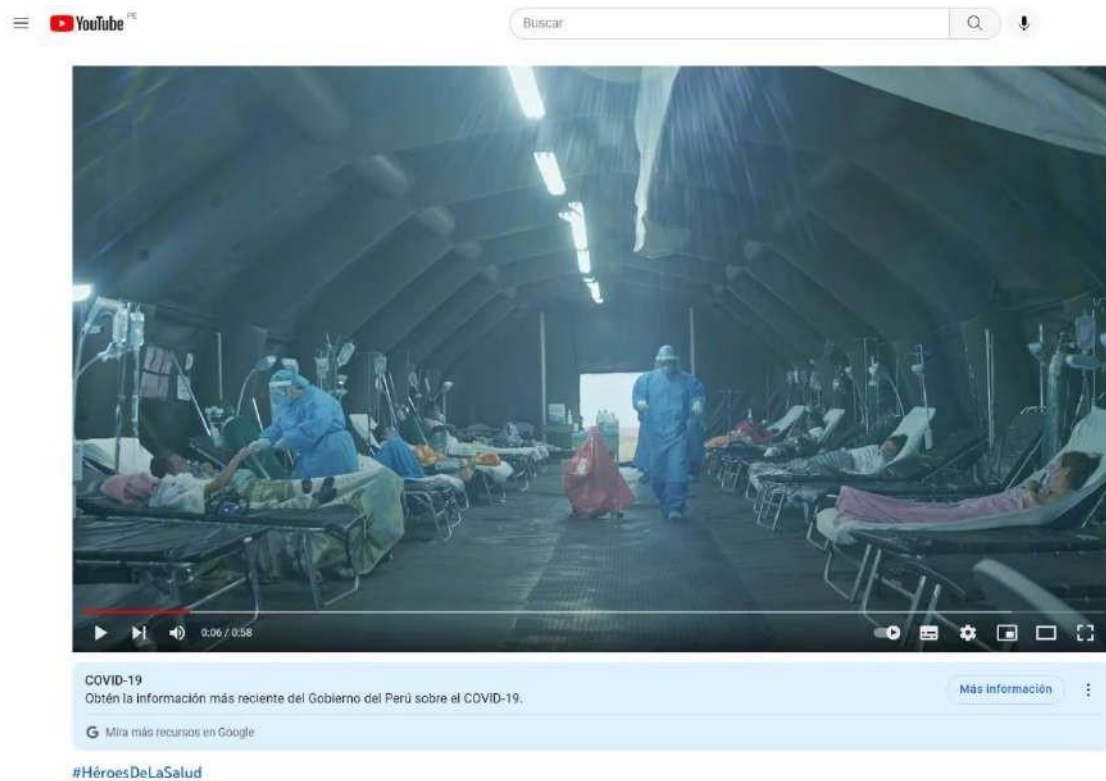 YouTube PE
Buscar
0:06 / 0:58
COVID-19
Obtén la información más reciente del Gobierno del Perú sobre el COVID-19.
Más información
G Mira más recursos en Google
#HéroesDeLaSalud